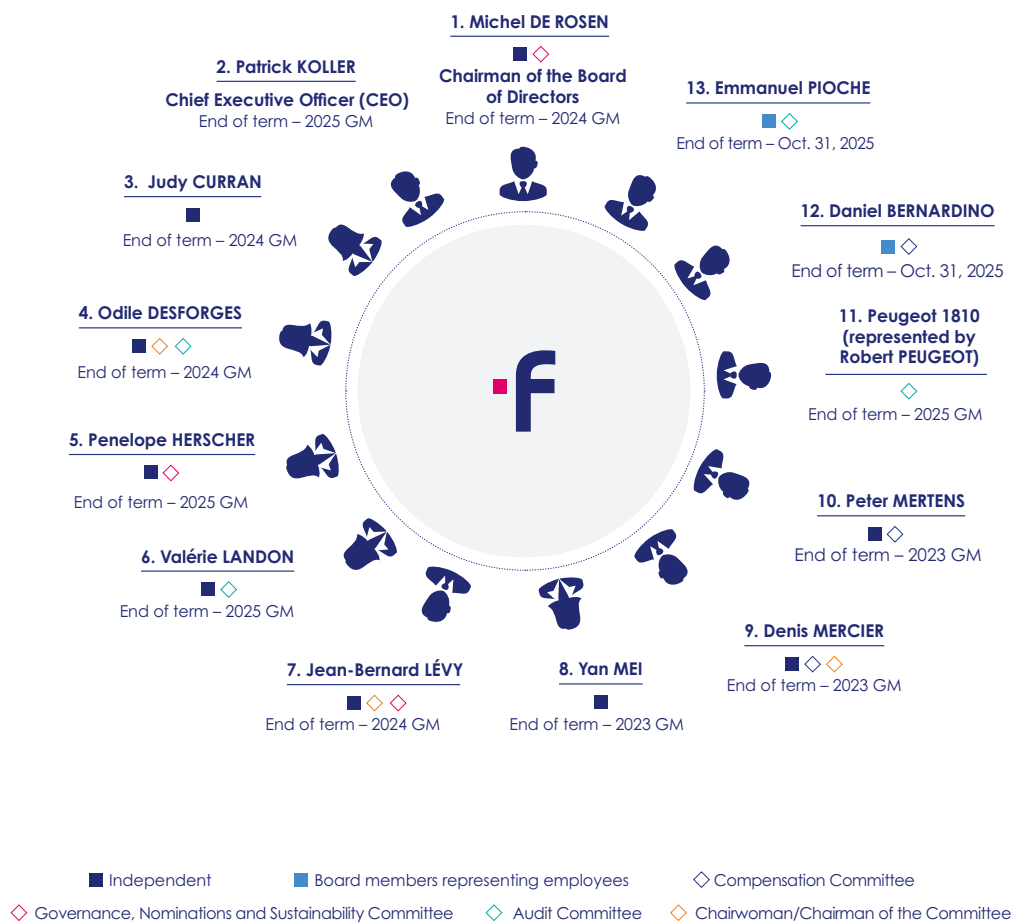 1. Michel DE ROSEN
Chairman of the Board
of Directors
End of term – 2024 GM
2. Patrick KOLLER
Chief Executive Officer (CEO)
End of term – 2025 GM
3. Judy CURRAN
End of term – 2024 GM
4. Odile DESFORGES
End of term – 2024 GM
5. Penelope HERSCHER
End of term – 2025 GM
6. Valérie LANDON
End of term – 2025 GM
7. Jean-Bernard LÉVY
End of term – 2024 GM
8. Yan MEI
End of term – 2023 GM
9. Denis MERCIER
End of term – 2023 GM
10. Peter MERTENS
End of term – 2023 GM
11. Peugeot 1810
(represented by
Robert PEUGEOT)
End of term – 2025 GM
12. Daniel BERNARDINO
End of term – Oct. 31, 2025
13. Emmanuel PIOCHE
End of term – Oct. 31, 2025
f
Independent
Board members representing employees
Compensation Committee
Governance, Nominations and Sustainability Committee
Audit Committee
Chairwoman/Chairman of the Committee